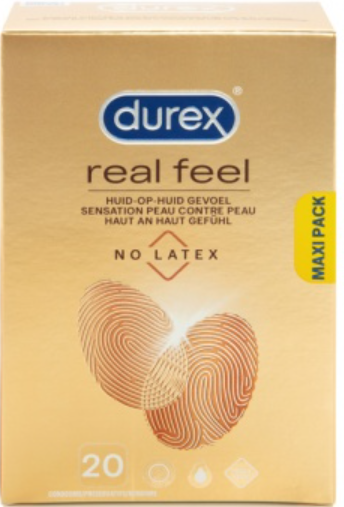 durex®
real feel
HUID-OP-HUID GEVOEL
SENSATION PEAU CONTRE PEAU
HAUT AN HAUT GEFÜHL
NO LATEX
MAXI PACK
20